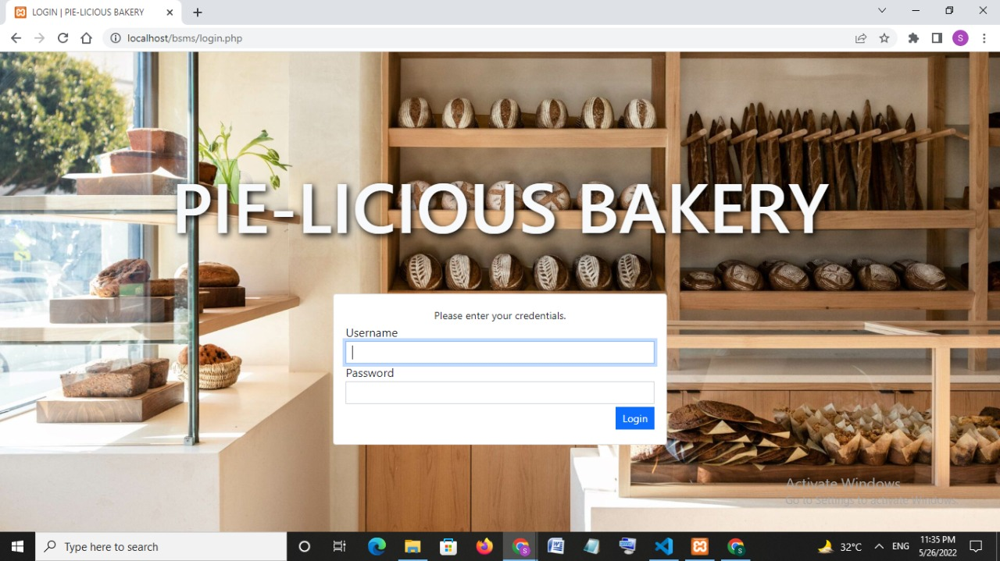 LOGIN | PIE-LICIOUS BAKERY
localhost/bsms/login.php
S
PIE-LICIOUS BAKERY
Please enter your credentials.
Username
Password
Login
Activate Windows
Go to Settings to activate Windows.
Type here to search
32°C
ENG
11:35 PM
5/26/2022